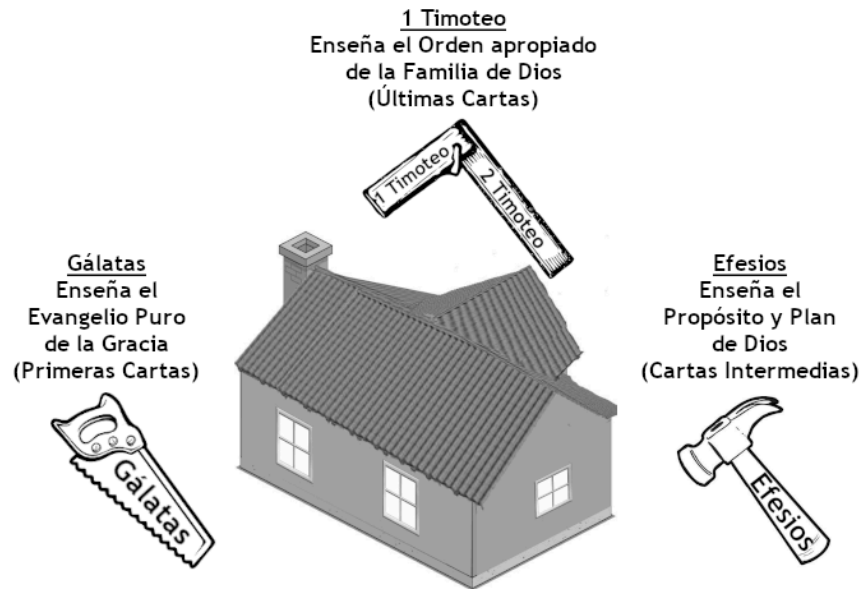 1 Timoteo
Enseña el Orden apropiado
de la Familia de Dios
(Últimas Cartas)
1 Timoteo
2 Timoteo
Gálatas
Enseña el
Evangelio Puro
de la Gracia
(Primeras Cartas)
Gálatas
Efesios
Enseña el
Propósito y Plan
de Dios
(Cartas Intermedias)
Efesios